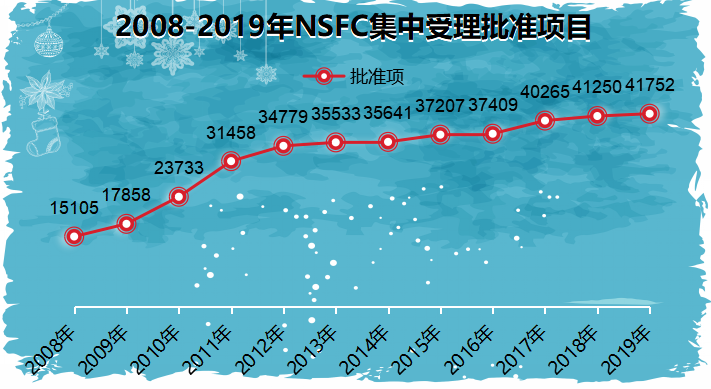 2008-2019年NSFC集中受理批准项目
批准项
15105
17858
23733
31458
34779
35533
35641
37207
37409
40265
41250
41752
2008年
2009年
2010年
2011年
2012年
2013年
2014年
2015年
2016年
2017年
2018年
2019年